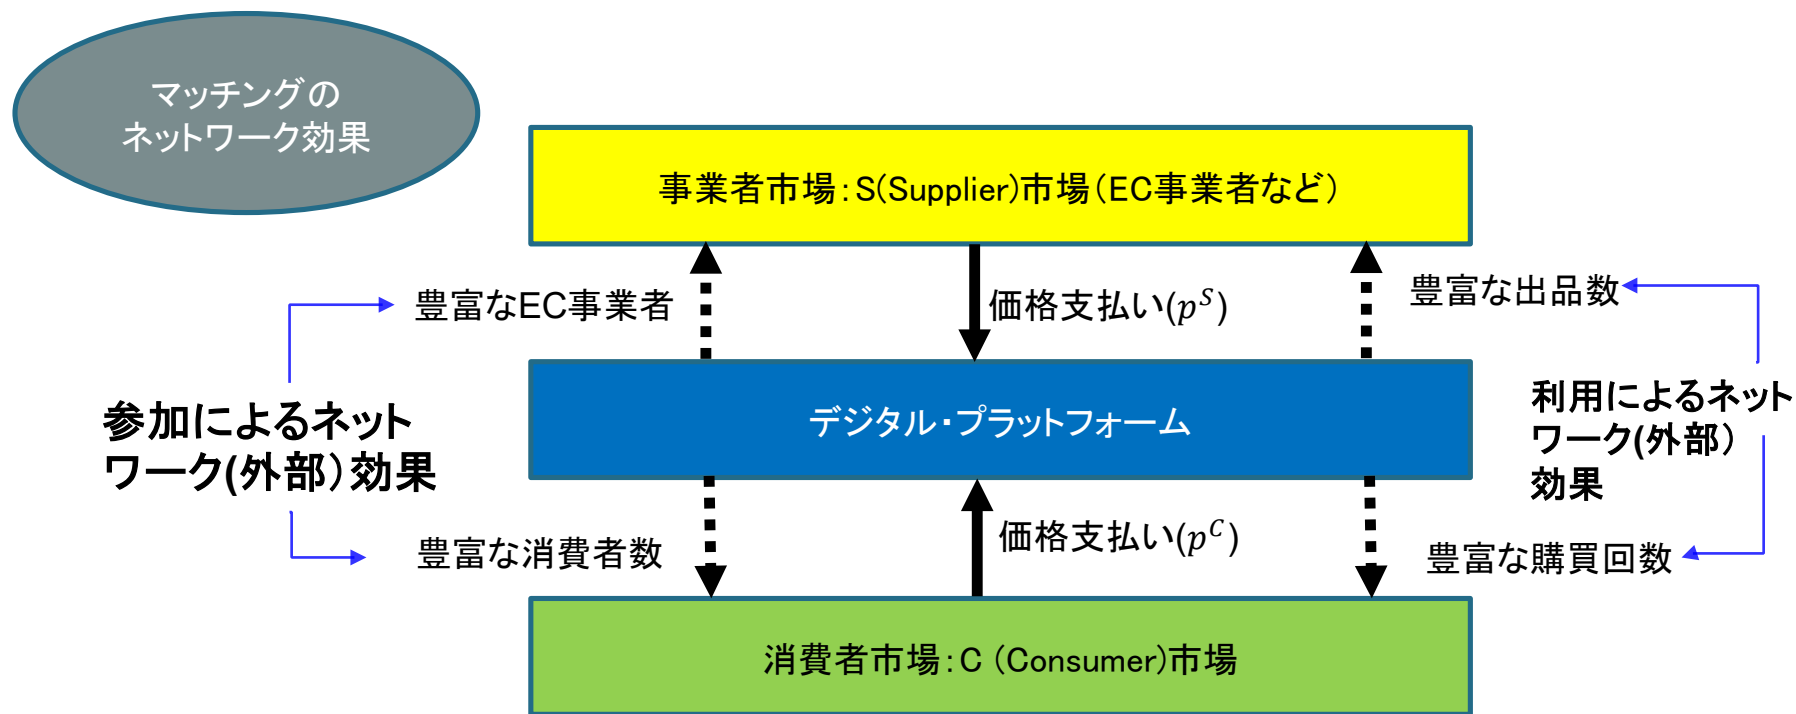 マッチングの
ネットワーク効果
事業者市場：S(Supplier)市場（EC事業者など）
豊富なEC事業者
価格支払い(p^S)
豊富な出品数
参加によるネット
ワーク(外部）効果
デジタル・プラットフォーム
利用によるネット
ワーク(外部）
効果
豊富な消費者数
価格支払い(p^C)
豊富な購買回数
消費者市場：C (Consumer)市場